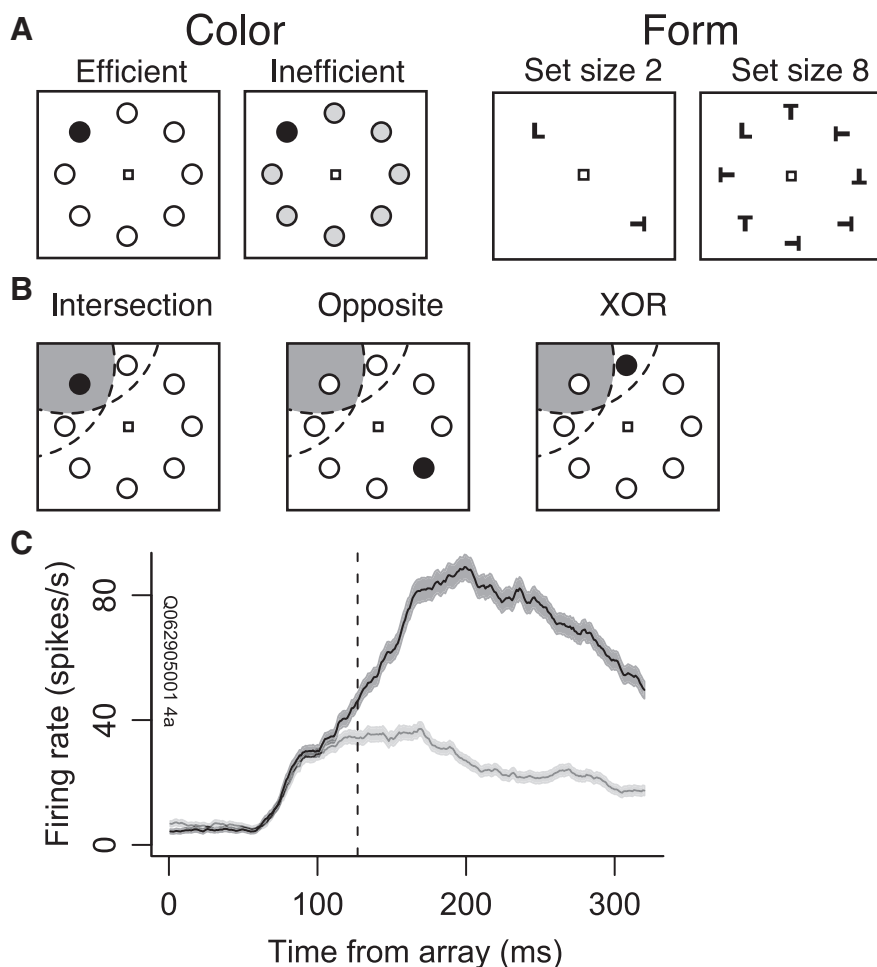 A
Color
Form
Efficient
Inefficient
Set size 2
Set size 8
L
T
L
T
T
T
T
T
T
T
T
B
Intersection
Opposite
XOR
C
Firing rate (spikes/s)
80
40
0
Q062905001 4a
0
100
200
300
Time from array (ms)